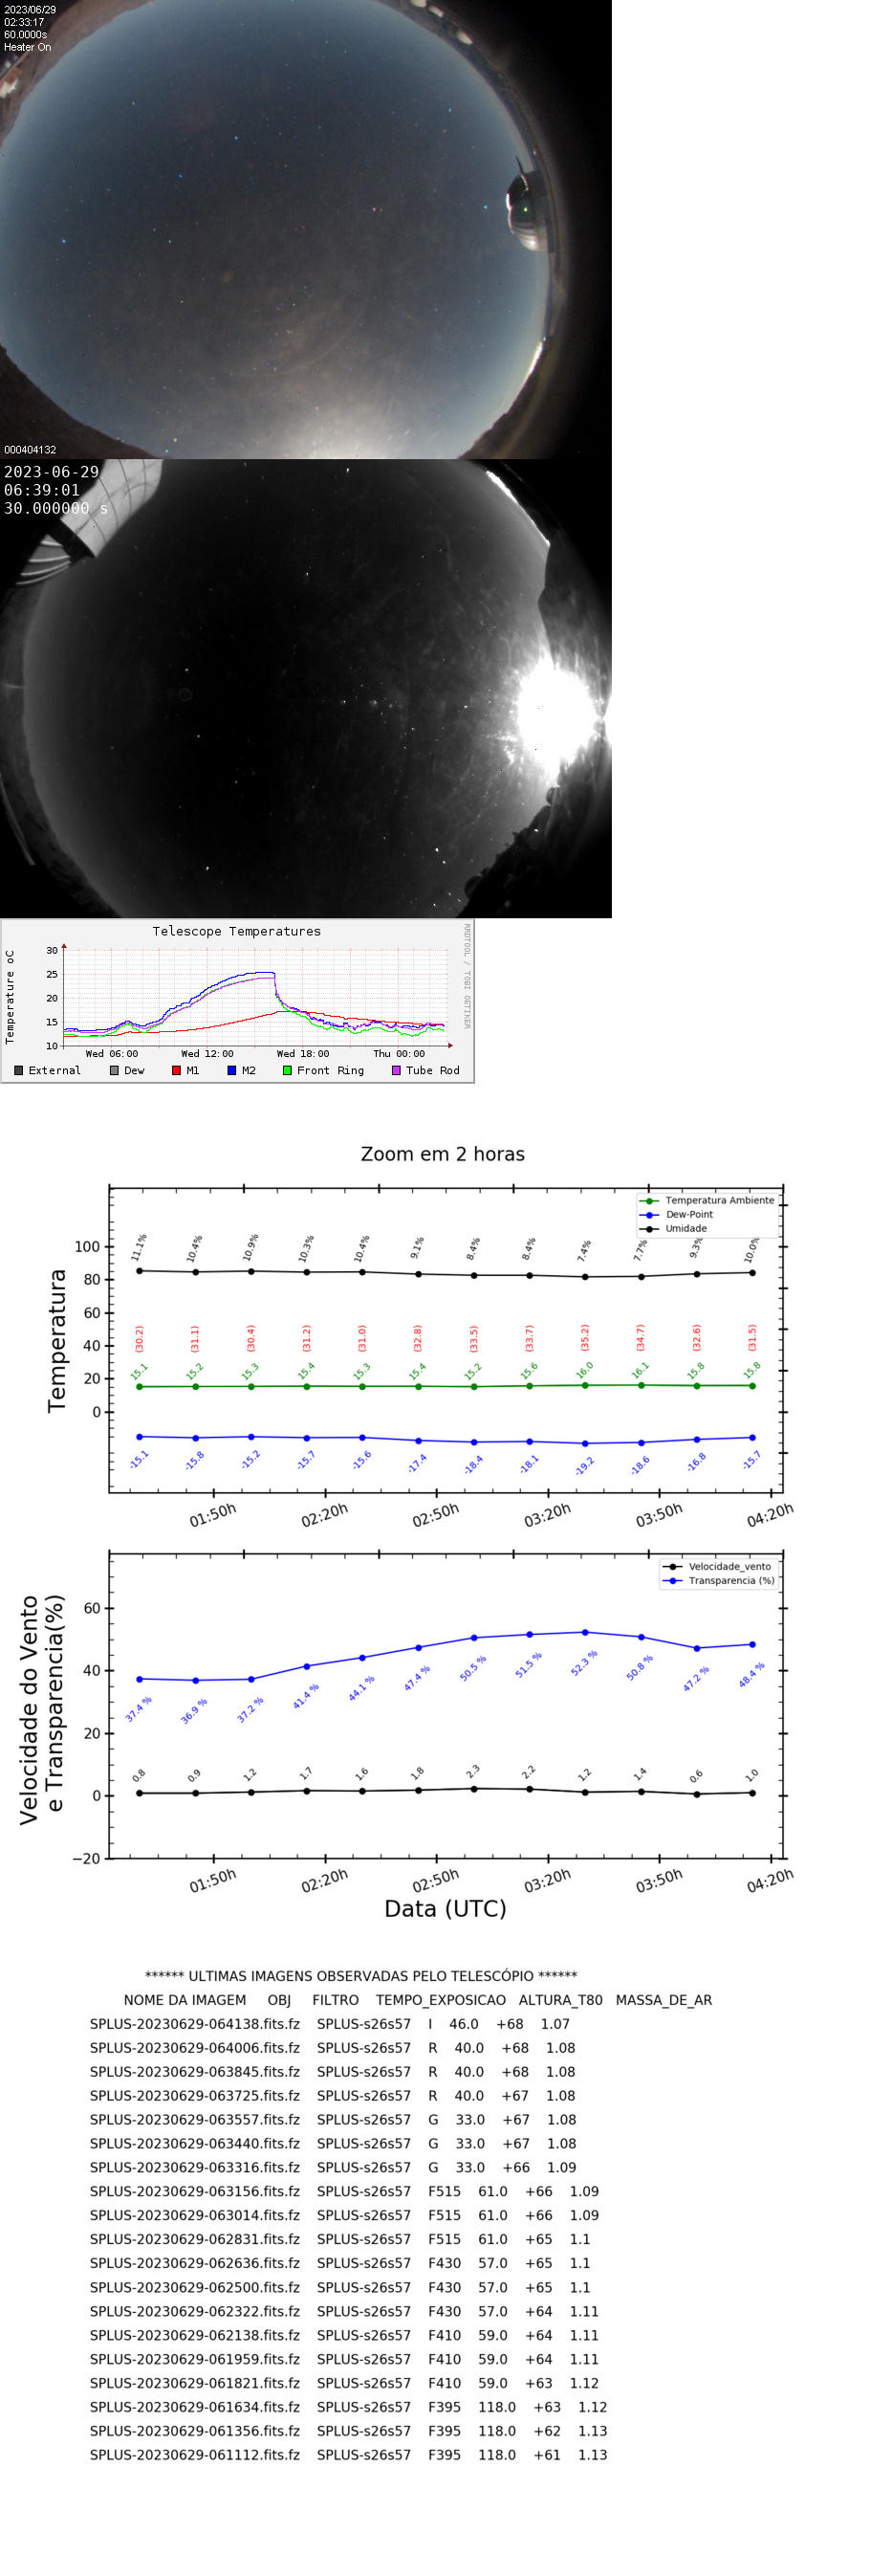 2023/06/29
02:33:17
60.0000s
Heater On
000404132
2023-06-29
06:39:01
30.000000 s
Telescope Temperatures
RRDTOOL / TOBI OETIKER
Temperature oC
30
25
20
15
10
Wed 06:00 Wed 12:00 Wed 18:00 Thu 00:00
External Dew M1 M2 Front Ring Tube Rod
Zoom em 2 horas
Temperatura Ambiente
Dew-Point
Umidade
Temperatura
100
80
60
40
20
0
11.1% 10.4% 10.9% 10.3% 10.4% 9.1% 8.4% 8.4% 7.4% 7.7% 9.3% 10.0%
(30.2) (31.1) (30.4) (31.2) (31.0) (32.8) (33.5) (33.7) (35.2) (34.7) (32.6) (31.5)
15.1 15.2 15.3 15.4 15.3 15.4 15.2 15.6 16.0 16.1 15.8 15.8
-15.1 -15.8 -15.2 -15.7 -15.6 -17.4 -18.4 -18.1 -19.2 -18.6 -16.8 -15.7
01:50h 02:20h 02:50h 03:20h 03:50h 04:20h
Velocidade_vento
Transparencia (%)
Velocidade do Vento
e Transparencia(%)
60
40
20
0
−20
37.4 % 36.9 % 37.2 % 41.4 % 44.1 % 47.4 % 50.5 % 51.5 % 52.3 % 50.8 % 47.2 % 48.4 %
0.8 0.9 1.2 1.7 1.6 1.8 2.3 2.2 1.2 1.4 0.6 1.0
01:50h 02:20h 02:50h 03:20h 03:50h 04:20h
Data (UTC)
****** ULTIMAS IMAGENS OBSERVADAS PELO TELESCÓPIO ******
NOME DA IMAGEM OBJ FILTRO TEMPO_EXPOSICAO ALTURA_T80 MASSA_DE_AR
SPLUS-20230629-064138.fits.fz SPLUS-s26s57 I 46.0 +68 1.07
SPLUS-20230629-064006.fits.fz SPLUS-s26s57 R 40.0 +68 1.08
SPLUS-20230629-063845.fits.fz SPLUS-s26s57 R 40.0 +68 1.08
SPLUS-20230629-063725.fits.fz SPLUS-s26s57 R 40.0 +67 1.08
SPLUS-20230629-063557.fits.fz SPLUS-s26s57 G 33.0 +67 1.08
SPLUS-20230629-063440.fits.fz SPLUS-s26s57 G 33.0 +67 1.08
SPLUS-20230629-063316.fits.fz SPLUS-s26s57 G 33.0 +66 1.09
SPLUS-20230629-063156.fits.fz SPLUS-s26s57 F515 61.0 +66 1.09
SPLUS-20230629-063014.fits.fz SPLUS-s26s57 F515 61.0 +66 1.09
SPLUS-20230629-062831.fits.fz SPLUS-s26s57 F515 61.0 +65 1.1
SPLUS-20230629-062636.fits.fz SPLUS-s26s57 F430 57.0 +65 1.1
SPLUS-20230629-062500.fits.fz SPLUS-s26s57 F430 57.0 +65 1.1
SPLUS-20230629-062322.fits.fz SPLUS-s26s57 F430 57.0 +64 1.11
SPLUS-20230629-062138.fits.fz SPLUS-s26s57 F410 59.0 +64 1.11
SPLUS-20230629-061959.fits.fz SPLUS-s26s57 F410 59.0 +64 1.11
SPLUS-20230629-061821.fits.fz SPLUS-s26s57 F410 59.0 +63 1.12
SPLUS-20230629-061634.fits.fz SPLUS-s26s57 F395 118.0 +63 1.12
SPLUS-20230629-061356.fits.fz SPLUS-s26s57 F395 118.0 +62 1.13
SPLUS-20230629-061112.fits.fz SPLUS-s26s57 F395 118.0 +61 1.13